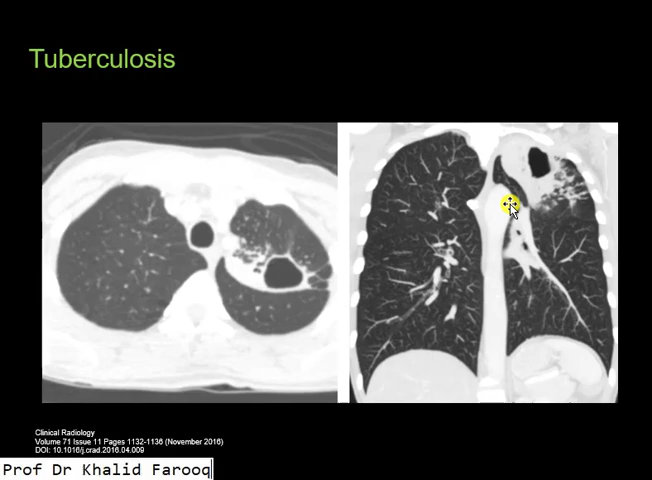 Tuberculosis
Clinical Radiology
Volume 71 Issue 11 Pages 1132-1136 (November 2016)
DOI: 10.1016/j.crad.2016.04.009
Prof Dr Khalid Farooq